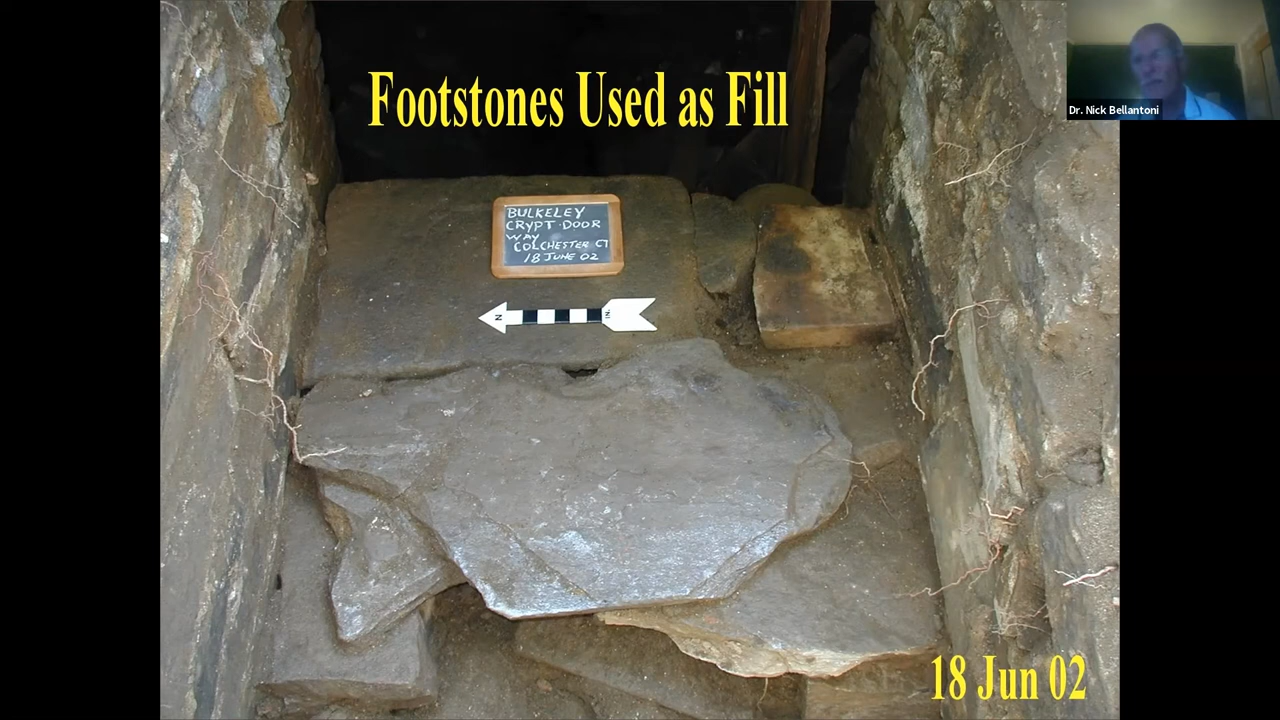 Footstones Used as Fill
Dr. Nick Bellantoni
BULKELEY
CRYPT DOOR
WAY
COLCHESTER CT
18 JUNE 02
N
IN.
18 Jun 02